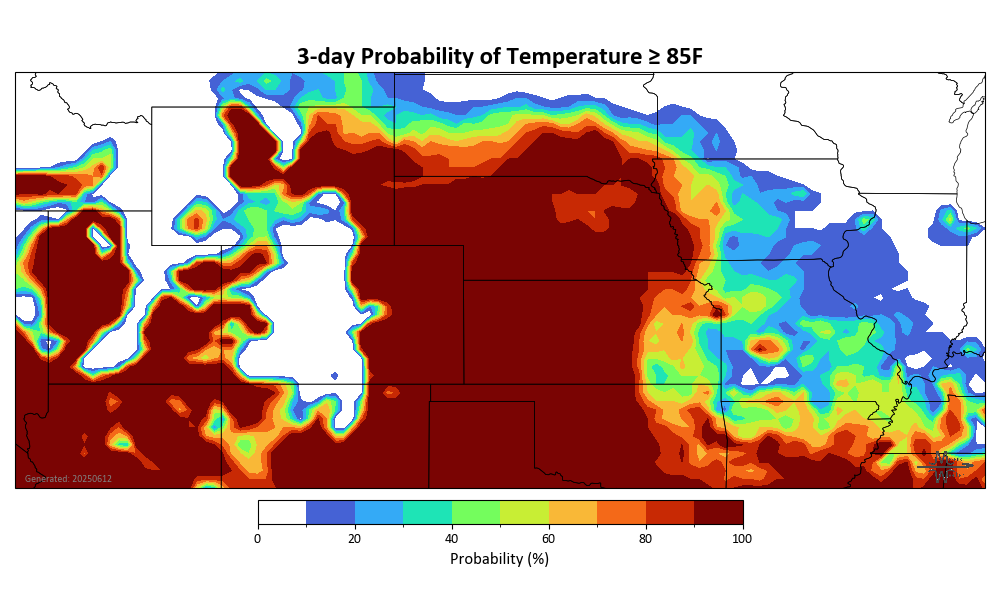 3-day Probability of Temperature ≥ 85F
Generated: 20250612
0 20 40 60 80 100
Probability (%)